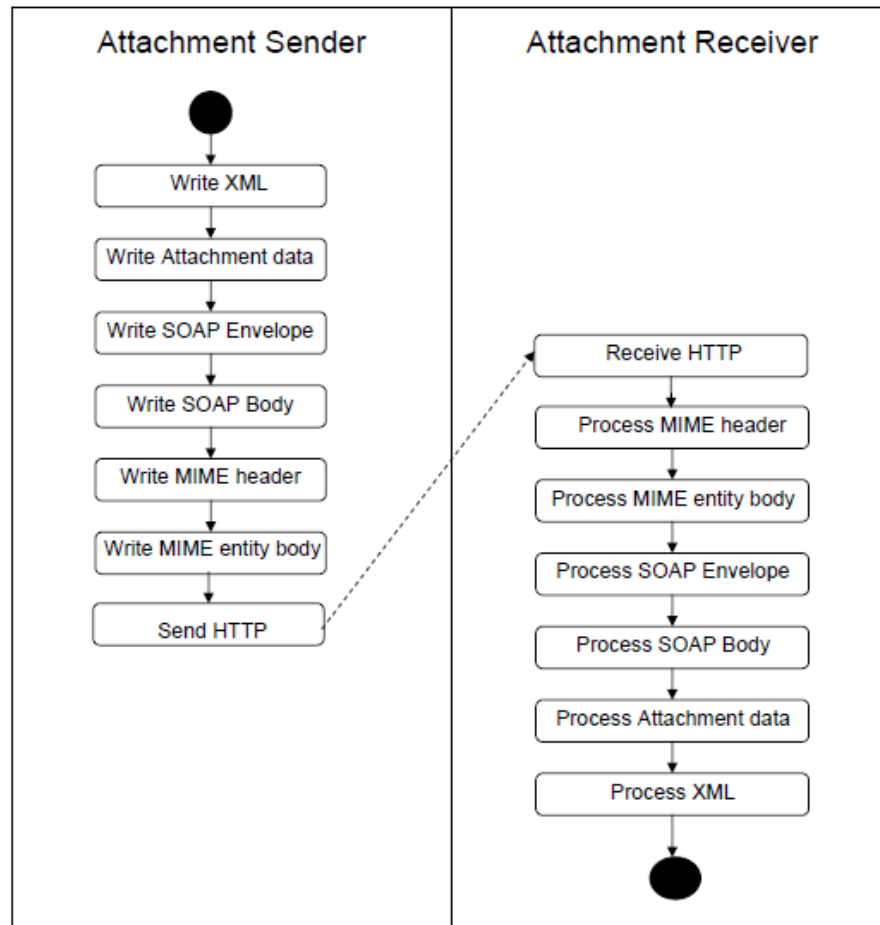 Attachment Sender
Write XML
Write Attachment data
Write SOAP Envelope
Write SOAP Body
Write MIME header
Write MIME entity body
Send HTTP
Attachment Receiver
Receive HTTP
Process MIME header
Process MIME entity body
Process SOAP Envelope
Process SOAP Body
Process Attachment data
Process XML